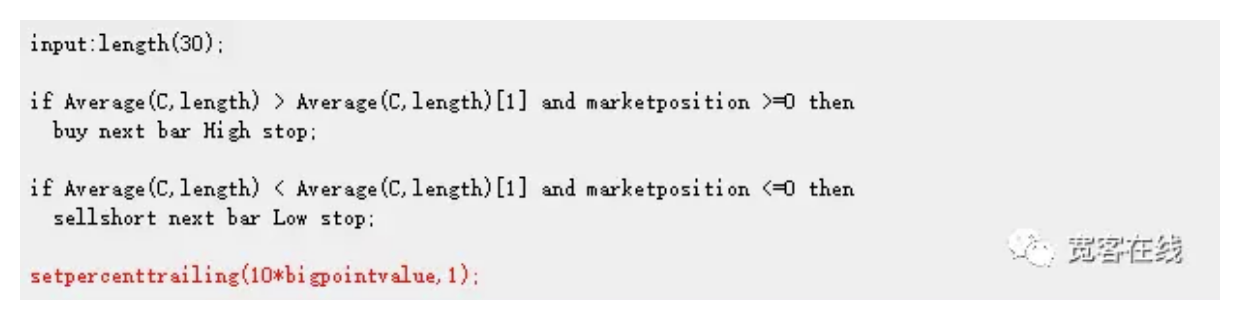 input:length(30);
if Average(C,length) > Average(C,length)[1] and marketposition >=0 then
buy next bar High stop;
if Average(C,length) < Average(C,length)[1] and marketposition <=0 then
sellshort next bar Low stop;
宽客在线
setpercenttrailing(10*bigpointvalue,1);